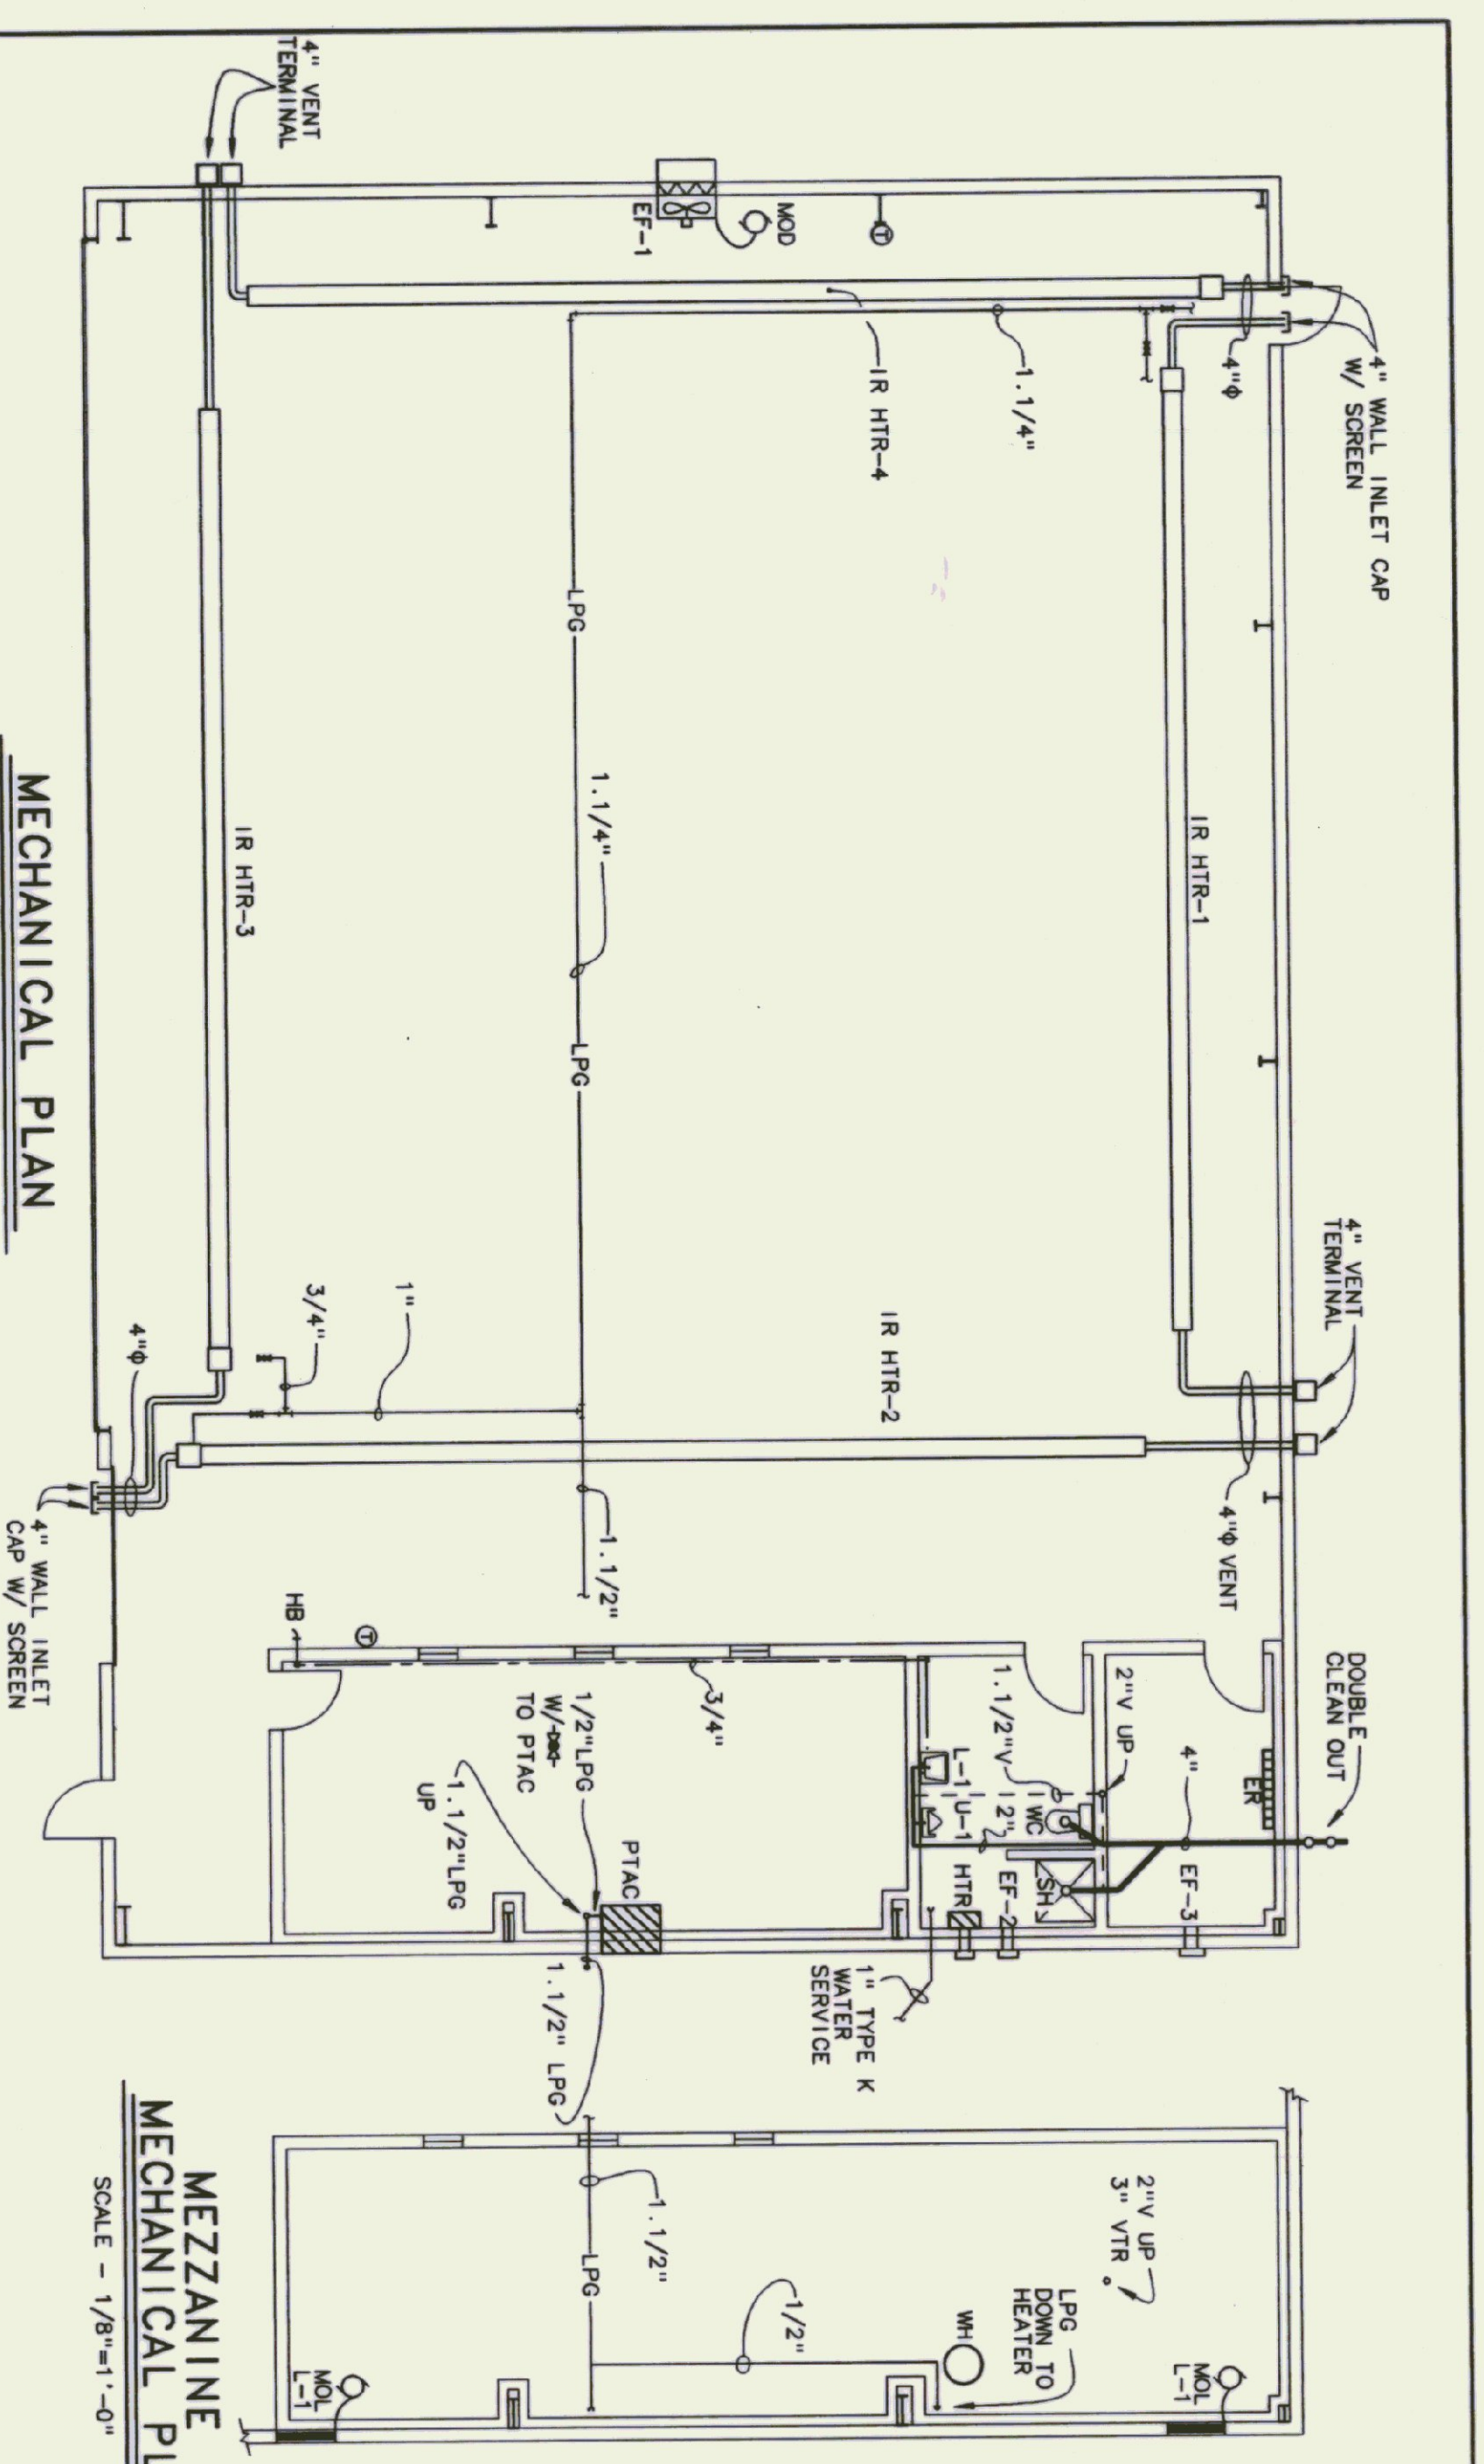 4" WALL INLET CAP
W/ SCREEN
4" VENT
TERMINAL
DOUBLE
CLEAN OUT
4"Φ
4"Φ VENT
IR HTR-1
2"V UP
4"
ER
EF-3
1.1/2"V
WC
2"
SH
EF-2
L-1
U-1
HTR
1.1/4"
IR HTR-4
IR HTR-2
MOD
EF-1
T
1" TYPE K
WATER
SERVICE
3/4"
1.1/4"
LPG
LPG
1.1/2"
1/2"LPG
W/
TO PTAC
PTAC
1.1/2"LPG
UP
1.1/2" LPG
1"
3/4"
T
HB
4" VENT
TERMINAL
IR HTR-3
4"Φ
4" WALL INLET
CAP W/ SCREEN
MECHANICAL PLAN
2"V UP
3" VTR
LPG
DOWN TO
HEATER
WH
MOL
L-1
1.1/2"
1/2"
LPG
MOL
L-1
MEZZANINE
MECHANICAL PL
SCALE - 1/8"=1'-0"